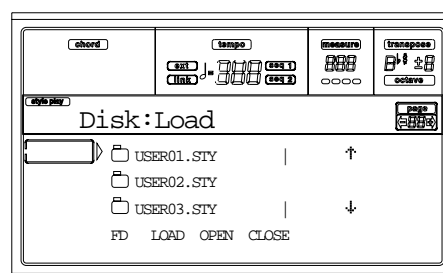 chord tempo measure transpose
ext seq 1
link seq 2 octave
style play page
Disk:Load
USER01.STY
USER02.STY
USER03.STY
FD LOAD OPEN CLOSE